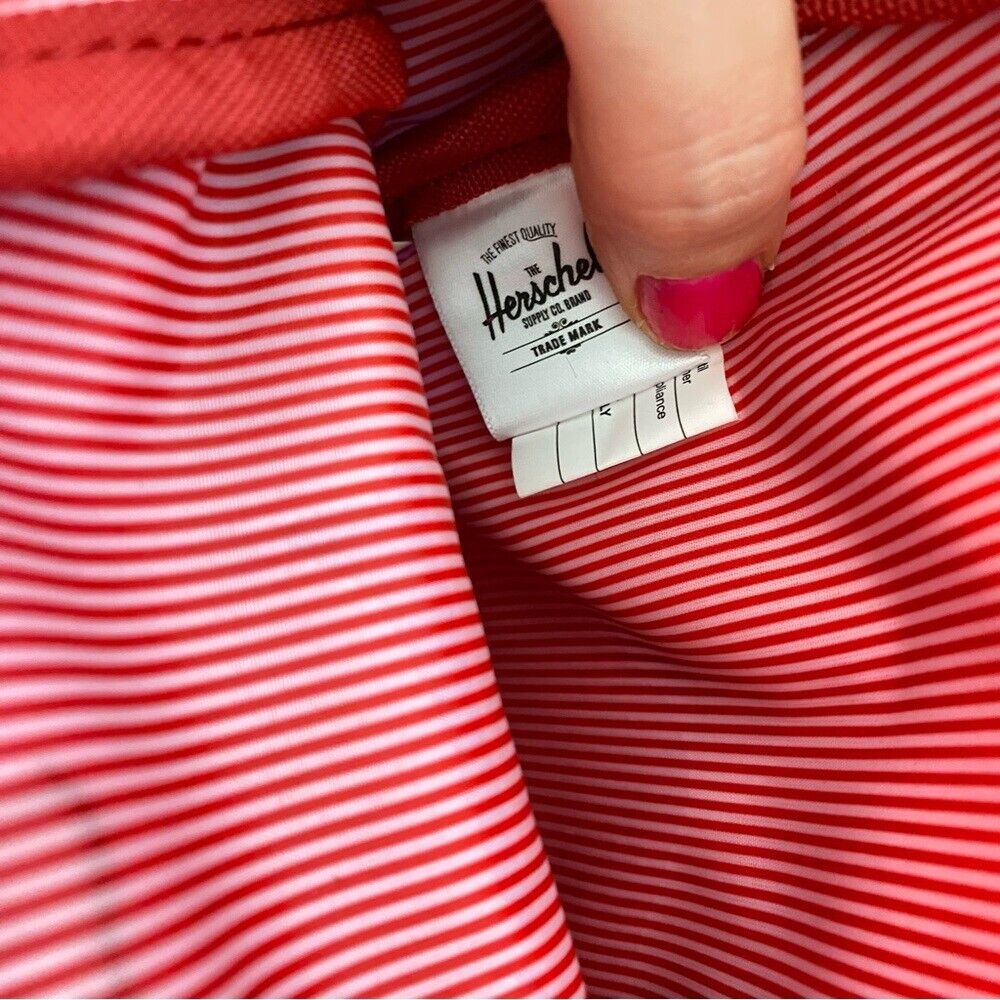 THE FINEST QUALITY
THE
Herschel
SUPPLY CO. BRAND
TRADE MARK